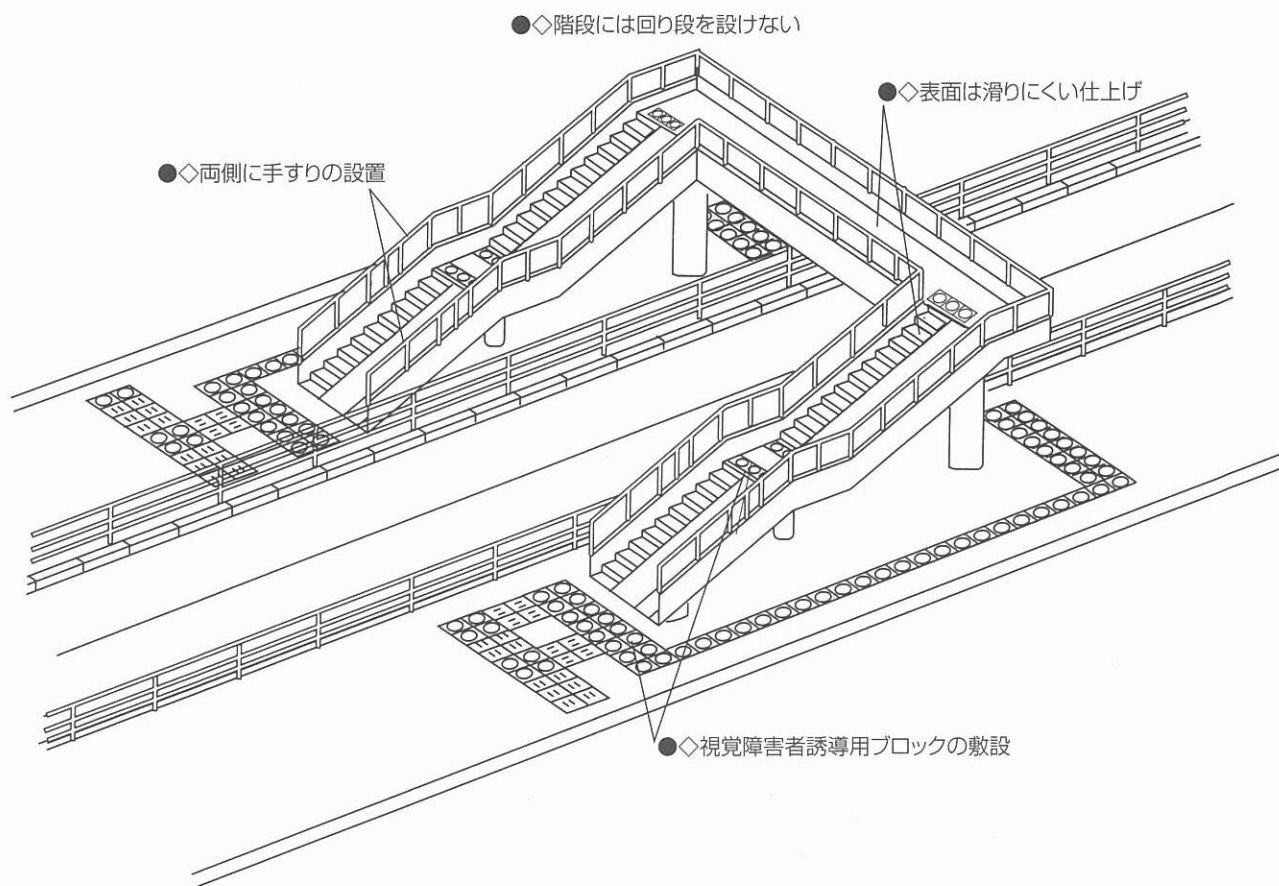 ●◇階段には回り段を設けない
●◇表面は滑りにくい仕上げ
●◇両側に手すりの設置
●◇視覚障害者誘導用ブロックの敷設